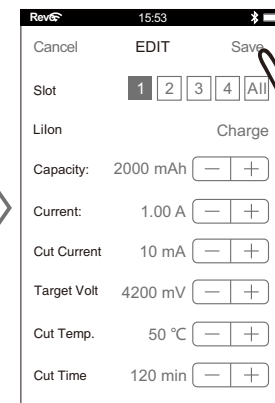 Rev 15:53
Cancel EDIT Save
Slot 1 2 3 4 All
LiIon Charge
Capacity: 2000 mAh — +
Current: 1.00 A — +
Cut Current 10 mA — +
Target Volt 4200 mV — +
Cut Temp. 50 ℃ — +
Cut Time 120 min — +